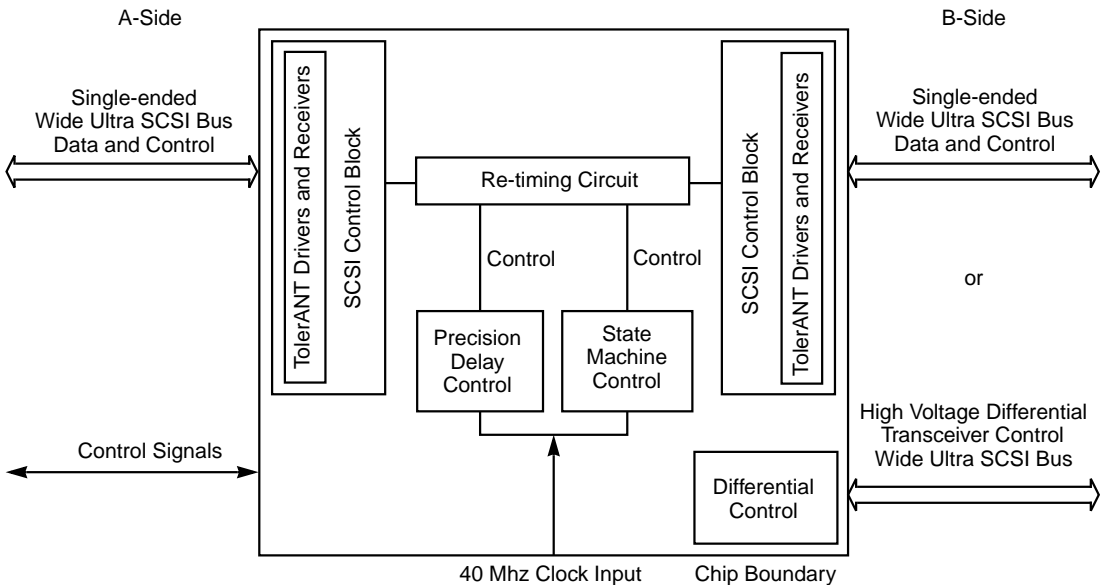 A-Side
B-Side
Single-ended
Wide Ultra SCSI Bus
Data and Control
TolerANT Drivers and Receivers
SCSI Control Block
Re-timing Circuit
SCSI Control Block
TolerANT Drivers and Receivers
Single-ended
Wide Ultra SCSI Bus
Data and Control
Control
Control
or
Precision
Delay
Control
State
Machine
Control
Control Signals
High Voltage Differential
Transceiver Control
Wide Ultra SCSI Bus
Differential
Control
40 Mhz Clock Input
Chip Boundary